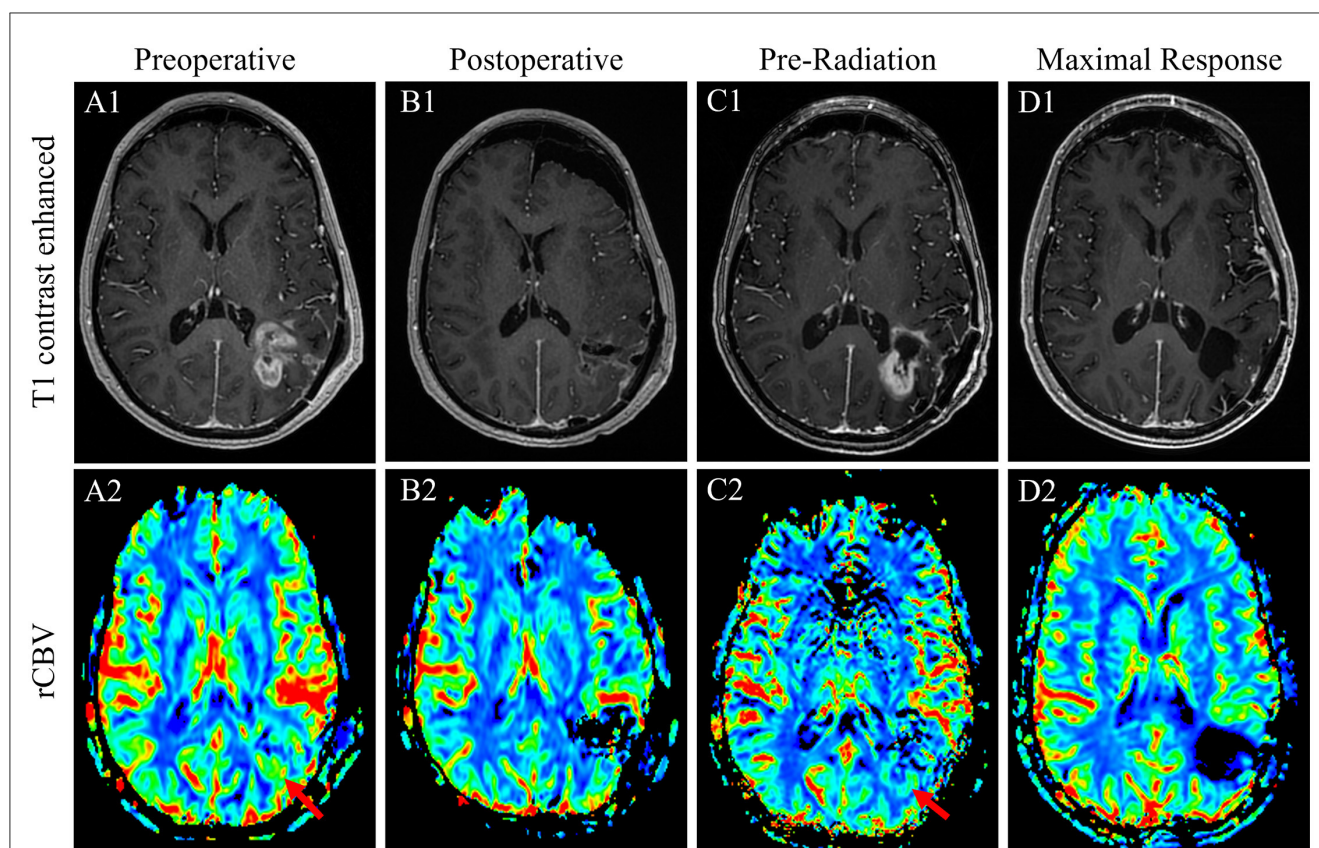 Preoperative Postoperative Pre-Radiation Maximal Response
T1 contrast enhanced
A1 B1 C1 D1
rCBV
A2 B2 C2 D2